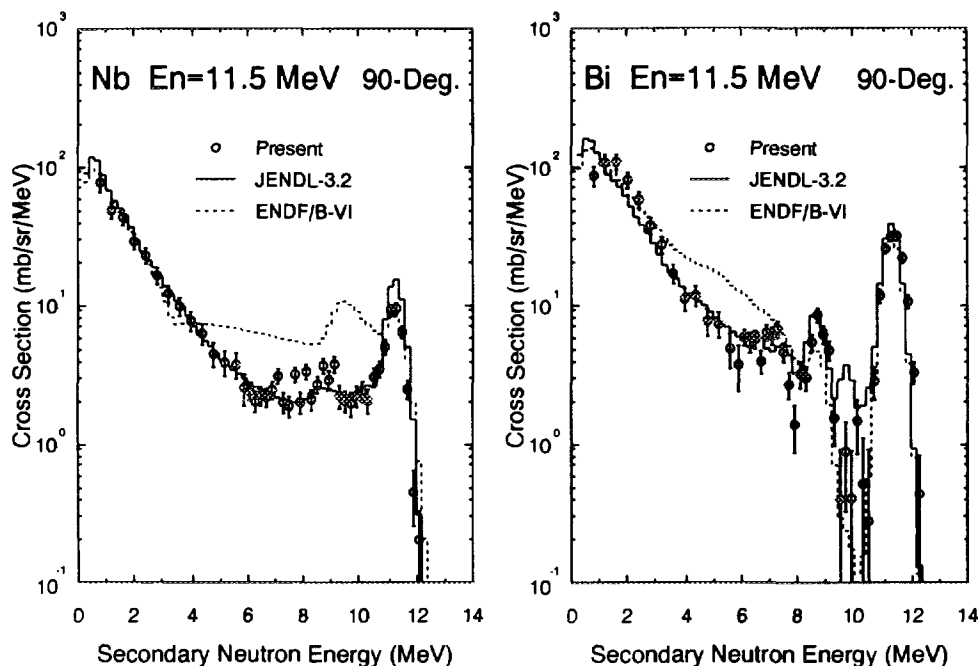 Nb En=11.5 MeV 90-Deg.
Present
JENDL-3.2
ENDF/B-VI
Cross Section (mb/sr/MeV)
10³
10²
10¹
10⁰
10⁻¹
0 2 4 6 8 10 12 14
Secondary Neutron Energy (MeV)
Bi En=11.5 MeV 90-Deg.
Present
JENDL-3.2
ENDF/B-VI
Cross Section (mb/sr/MeV)
10³
10²
10¹
10⁰
10⁻¹
0 2 4 6 8 10 12 14
Secondary Neutron Energy (MeV)